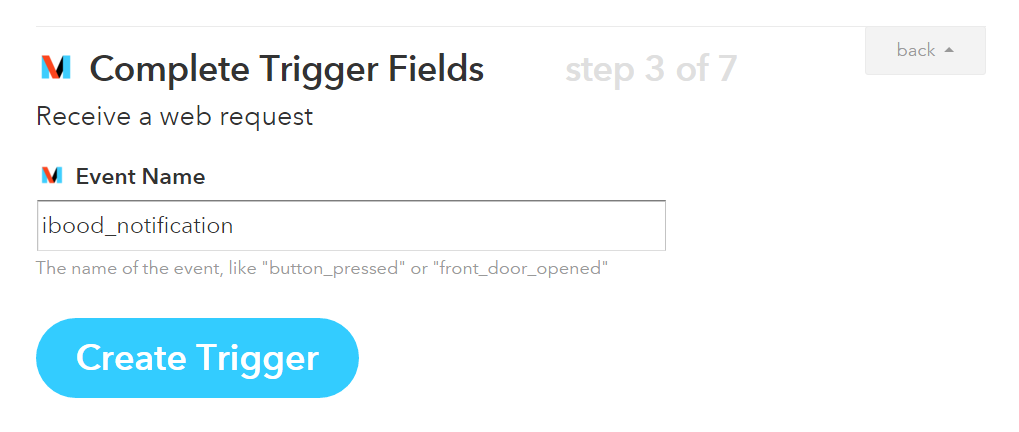 back
Complete Trigger Fields step 3 of 7
Receive a web request
Event Name
ibood_notification
The name of the event, like "button_pressed" or "front_door_opened"
Create Trigger